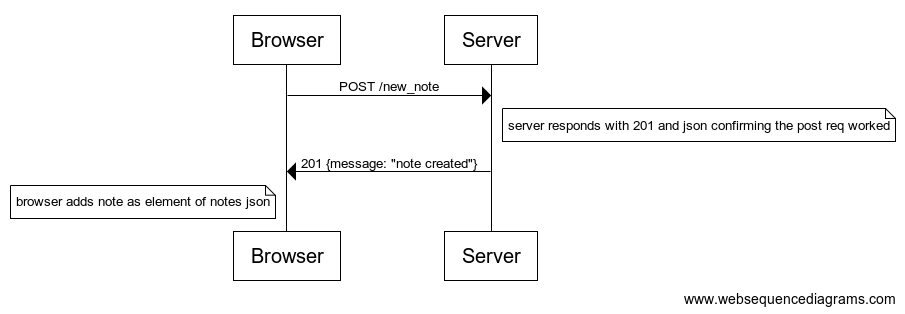 Browser
Server
POST /new_note
server responds with 201 and json confirming the post req worked
201 {message: "note created"}
browser adds note as element of notes json
Browser
Server
www.websequencediagrams.com